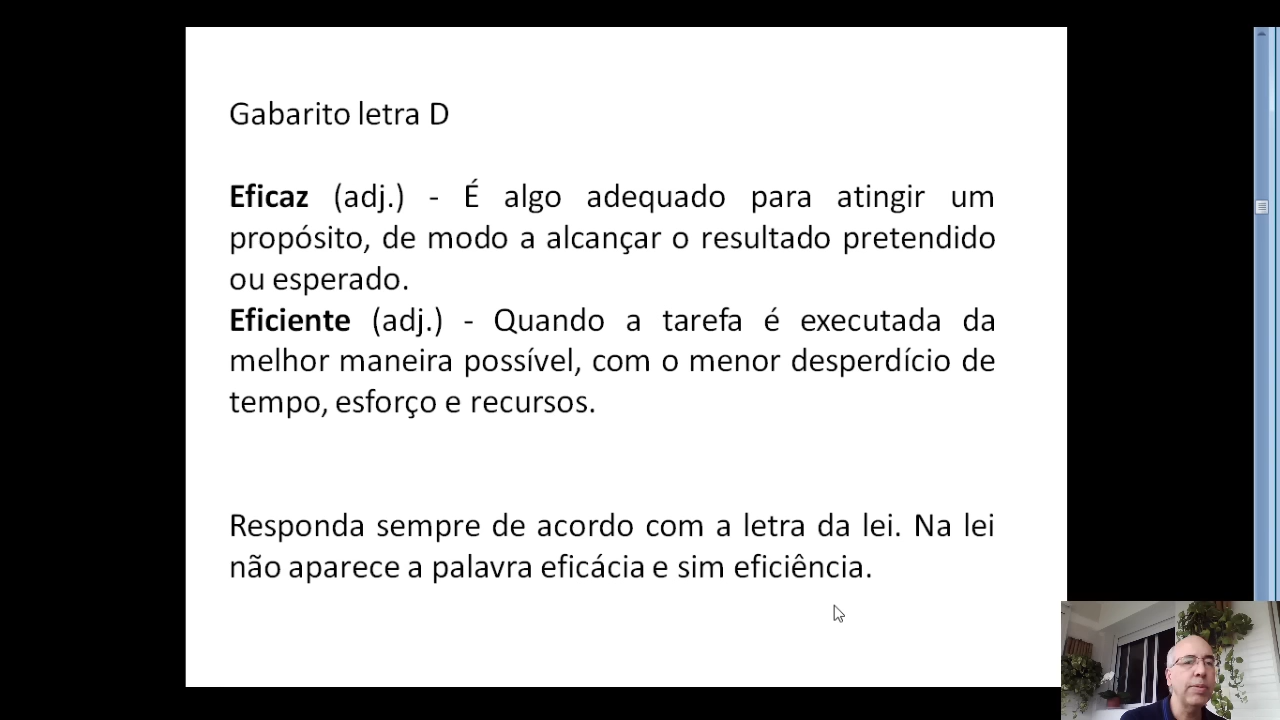 Gabarito letra D
Eficaz (adj.) - É algo adequado para atingir um
propósito, de modo a alcançar o resultado pretendido
ou esperado.
Eficiente (adj.) - Quando a tarefa é executada da
melhor maneira possível, com o menor desperdício de
tempo, esforço e recursos.
Responda sempre de acordo com a letra da lei. Na lei
não aparece a palavra eficácia e sim eficiência.